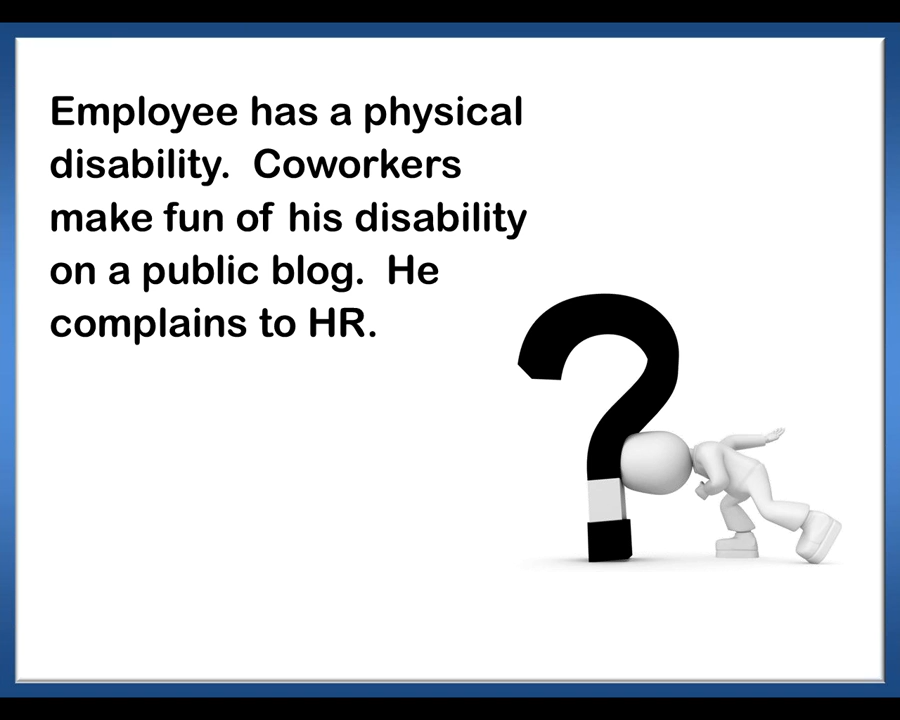 Employee has a physical
disability.  Coworkers
make fun of his disability
on a public blog.  He
complains to HR.